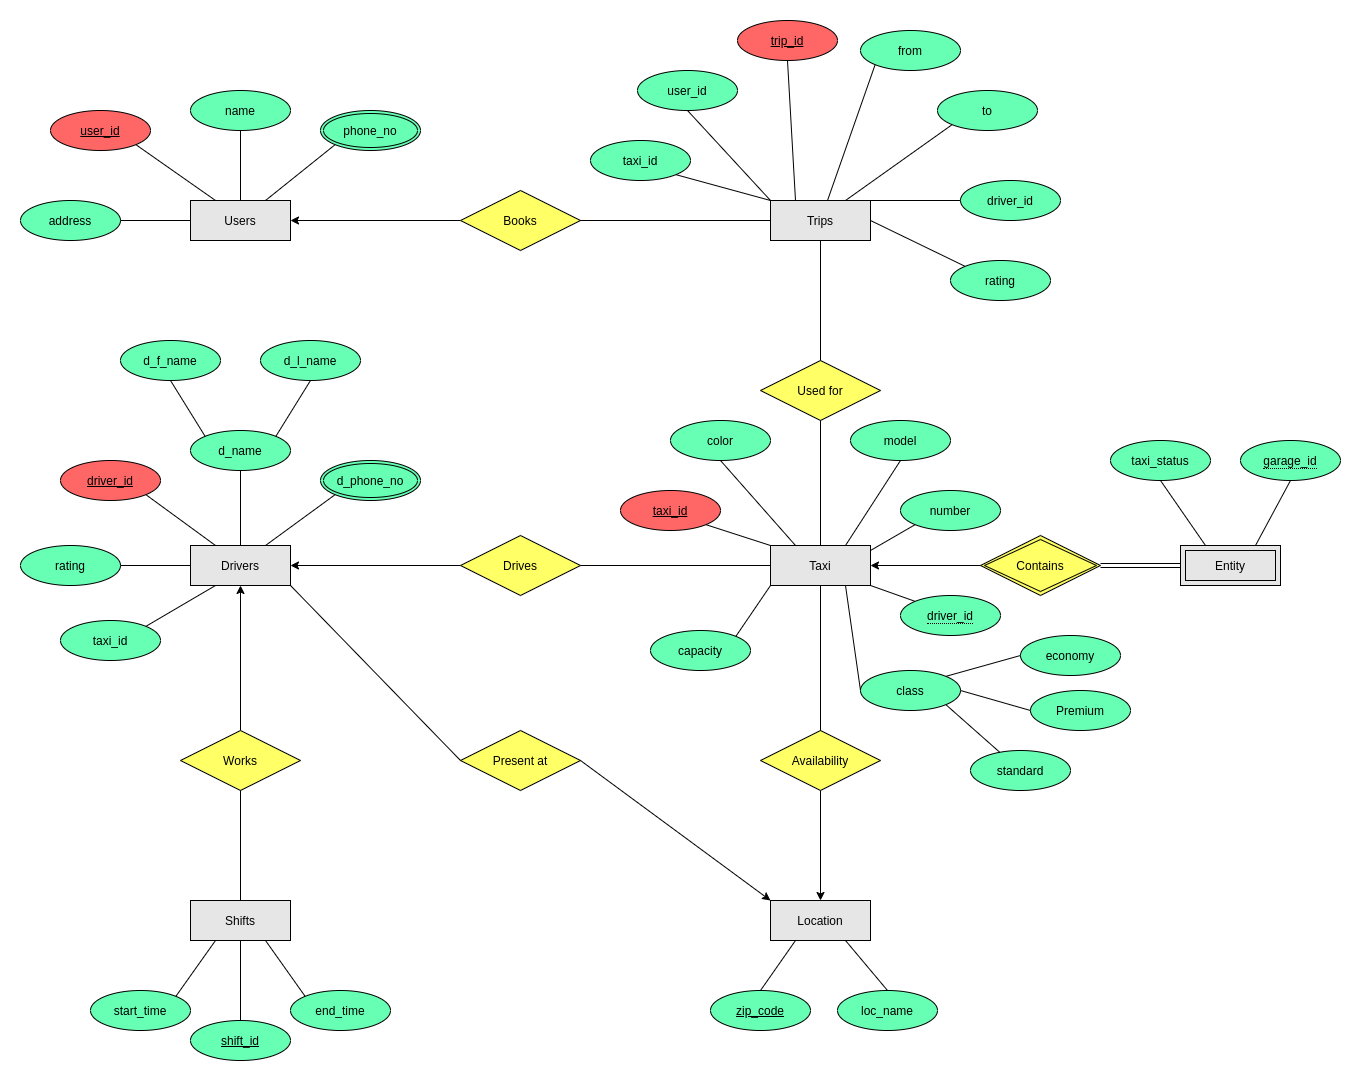 trip_id
from
user_id
name
to
user_id
phone_no
taxi_id
driver_id
address
Users
Books
Trips
rating
d_f_name
d_l_name
Used for
color
model
d_name
taxi_status
garage_id
driver_id
d_phone_no
taxi_id
number
rating
Drivers
Drives
Taxi
Contains
Entity
driver_id
taxi_id
capacity
economy
class
Premium
Works
Present at
Availability
standard
Shifts
Location
start_time
end_time
zip_code
loc_name
shift_id